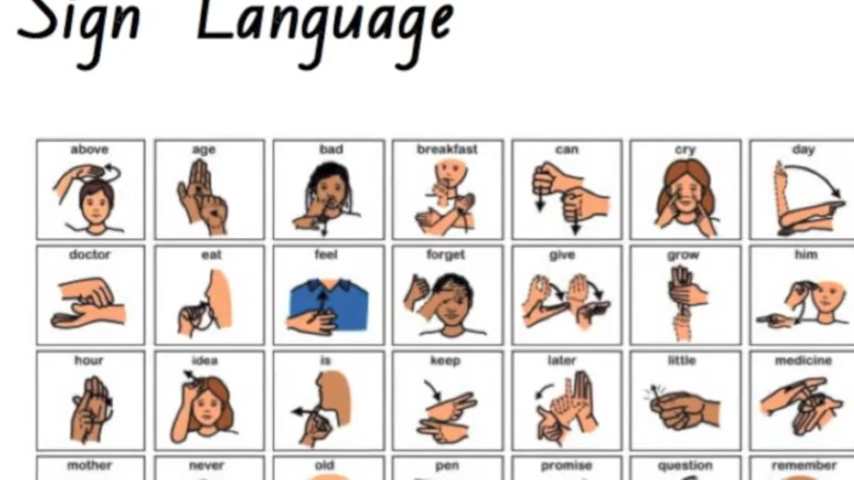 Sign Language
above age bad breakfast can cry day
doctor eat feel forget give grow him
hour idea is keep later little medicine
mother never old pen promise question remember